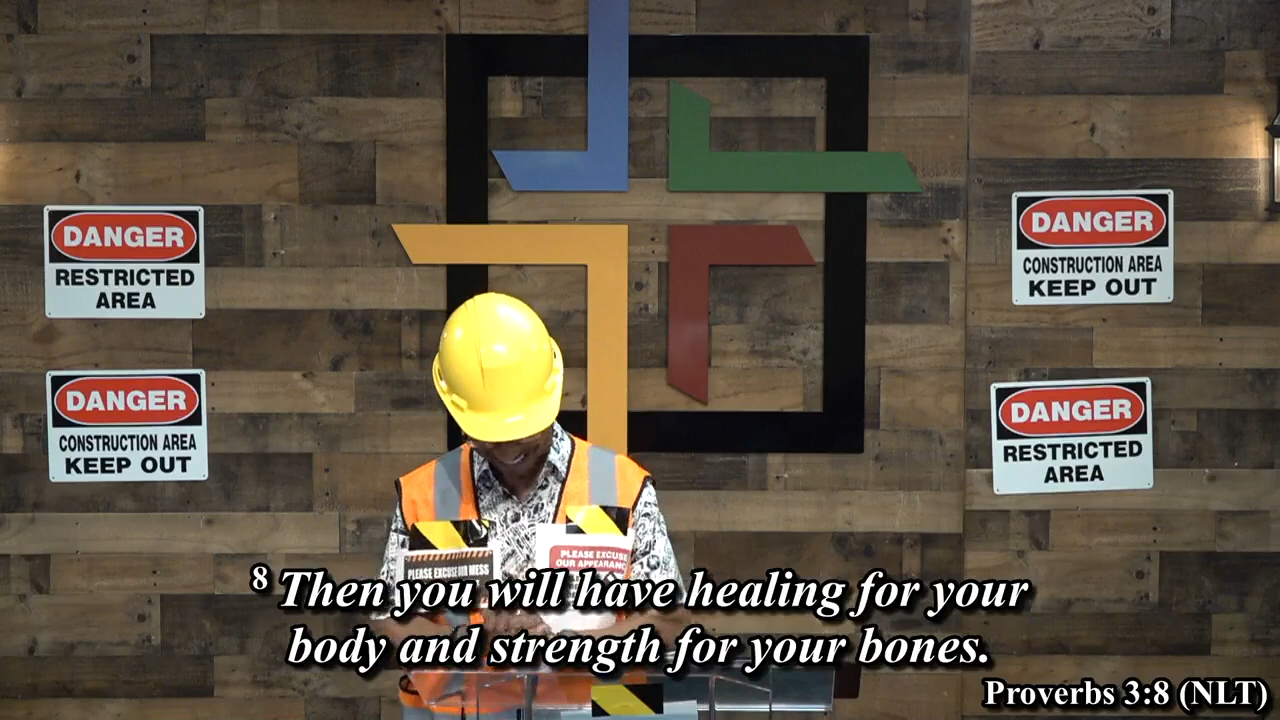 DANGER
RESTRICTED
AREA
DANGER
CONSTRUCTION AREA
KEEP OUT
DANGER
CONSTRUCTION AREA
KEEP OUT
DANGER
RESTRICTED
AREA
PLEASE EXCUSE OUR MESS
PLEASE EXCUSE
OUR APPEARANC
8 Then you will have healing for your
body and strength for your bones.
Proverbs 3:8 (NLT)